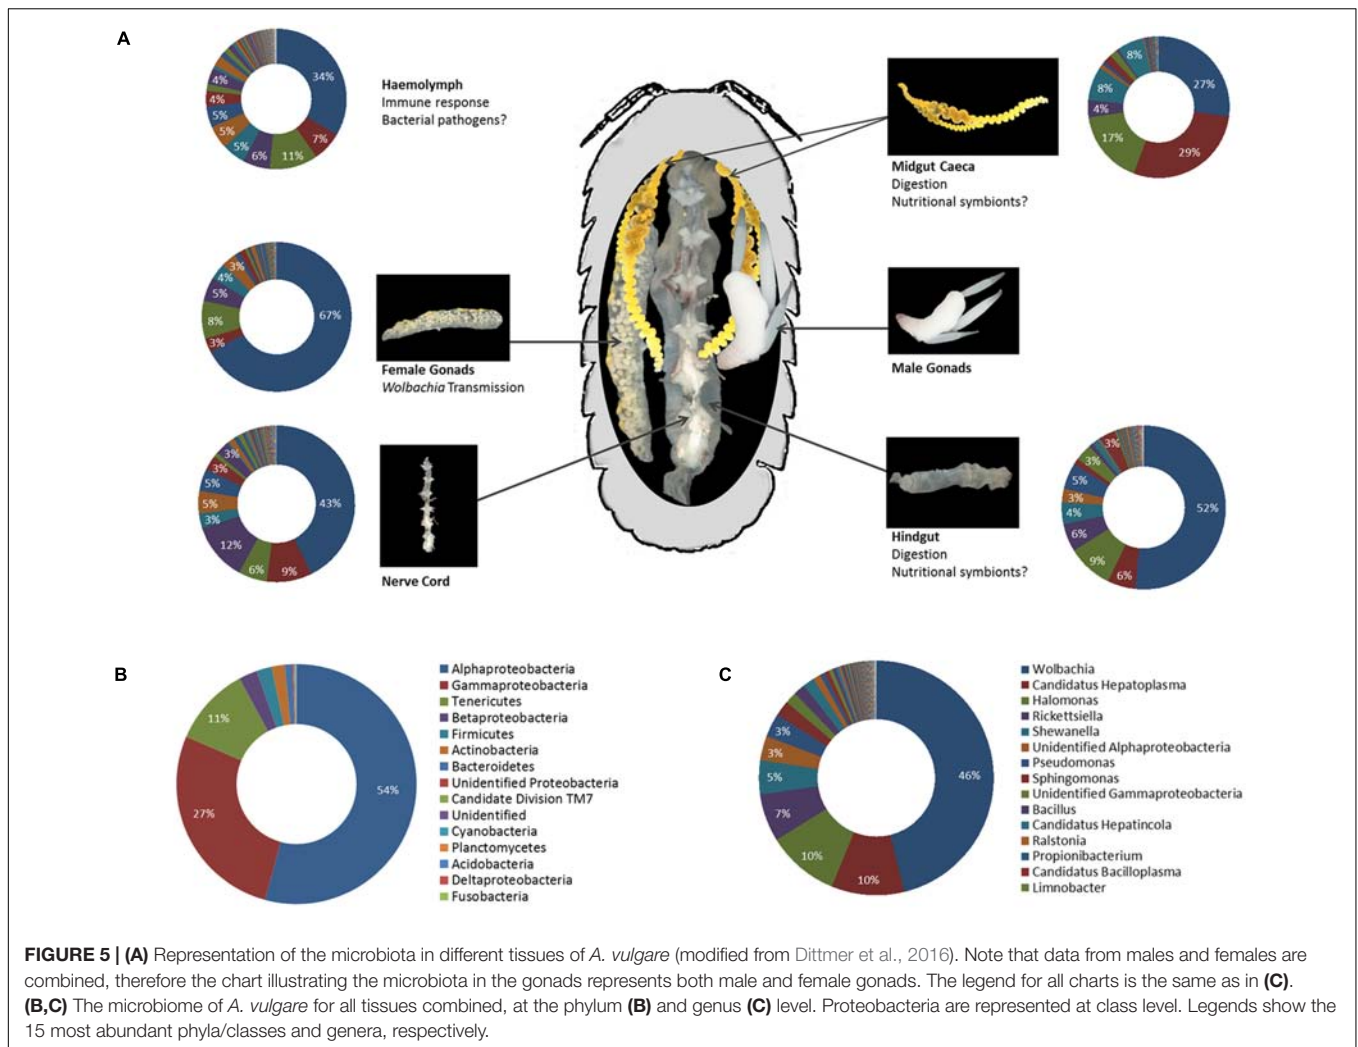 A
34%
7%
11%
6%
5%
5%
5%
4%
4%
Haemolymph
Immune response
Bacterial pathogens?
8%
27%
8%
4%
17%
29%
Midgut Caeca
Digestion
Nutritional symbionts?
67%
3%
8%
5%
4%
3%
Female Gonads
Wolbachia Transmission
Male Gonads
43%
9%
6%
12%
3%
5%
5%
3%
3%
Nerve Cord
Hindgut
Digestion
Nutritional symbionts?
52%
6%
9%
6%
4%
3%
5%
3%
3%
B
54%
27%
11%
Alphaproteobacteria
Gammaproteobacteria
Tenericutes
Betaproteobacteria
Firmicutes
Actinobacteria
Bacteroidetes
Unidentified Proteobacteria
Candidate Division TM7
Unidentified
Cyanobacteria
Planctomycetes
Acidobacteria
Deltaproteobacteria
Fusobacteria
C
46%
10%
10%
7%
5%
3%
3%
Wolbachia
Candidatus Hepatoplasma
Halomonas
Rickettsiella
Shewanella
Unidentified Alphaproteobacteria
Pseudomonas
Sphingomonas
Unidentified Gammaproteobacteria
Bacillus
Candidatus Hepatincola
Ralstonia
Propionibacterium
Candidatus Bacilloplasma
Limnobacter
FIGURE 5 | (A) Representation of the microbiota in different tissues of A. vulgare (modified from Dittmer et al., 2016). Note that data from males and females are
combined, therefore the chart illustrating the microbiota in the gonads represents both male and female gonads. The legend for all charts is the same as in (C).
(B,C) The microbiome of A. vulgare for all tissues combined, at the phylum (B) and genus (C) level. Proteobacteria are represented at class level. Legends show the
15 most abundant phyla/classes and genera, respectively.